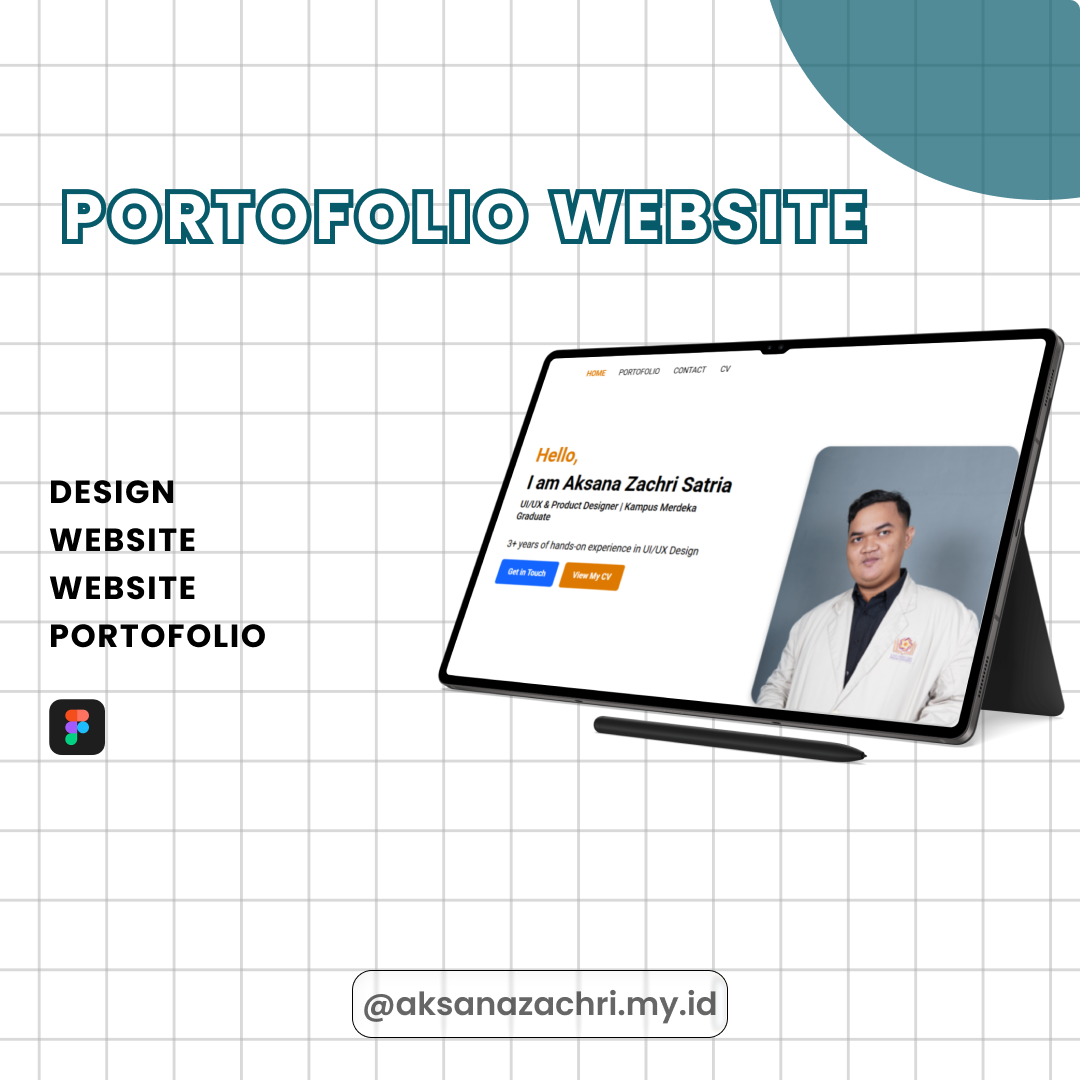 PORTOFOLIO WEBSITE
HOME PORTOFOLIO CONTACT CV
Hello,
I am Aksana Zachri Satria
UI/UX & Product Designer | Kampus Merdeka
Graduate
3+ years of hands-on experience in UI/UX Design
Get in Touch View My CV
DESIGN
WEBSITE
WEBSITE
PORTOFOLIO
@aksanazachri.my.id